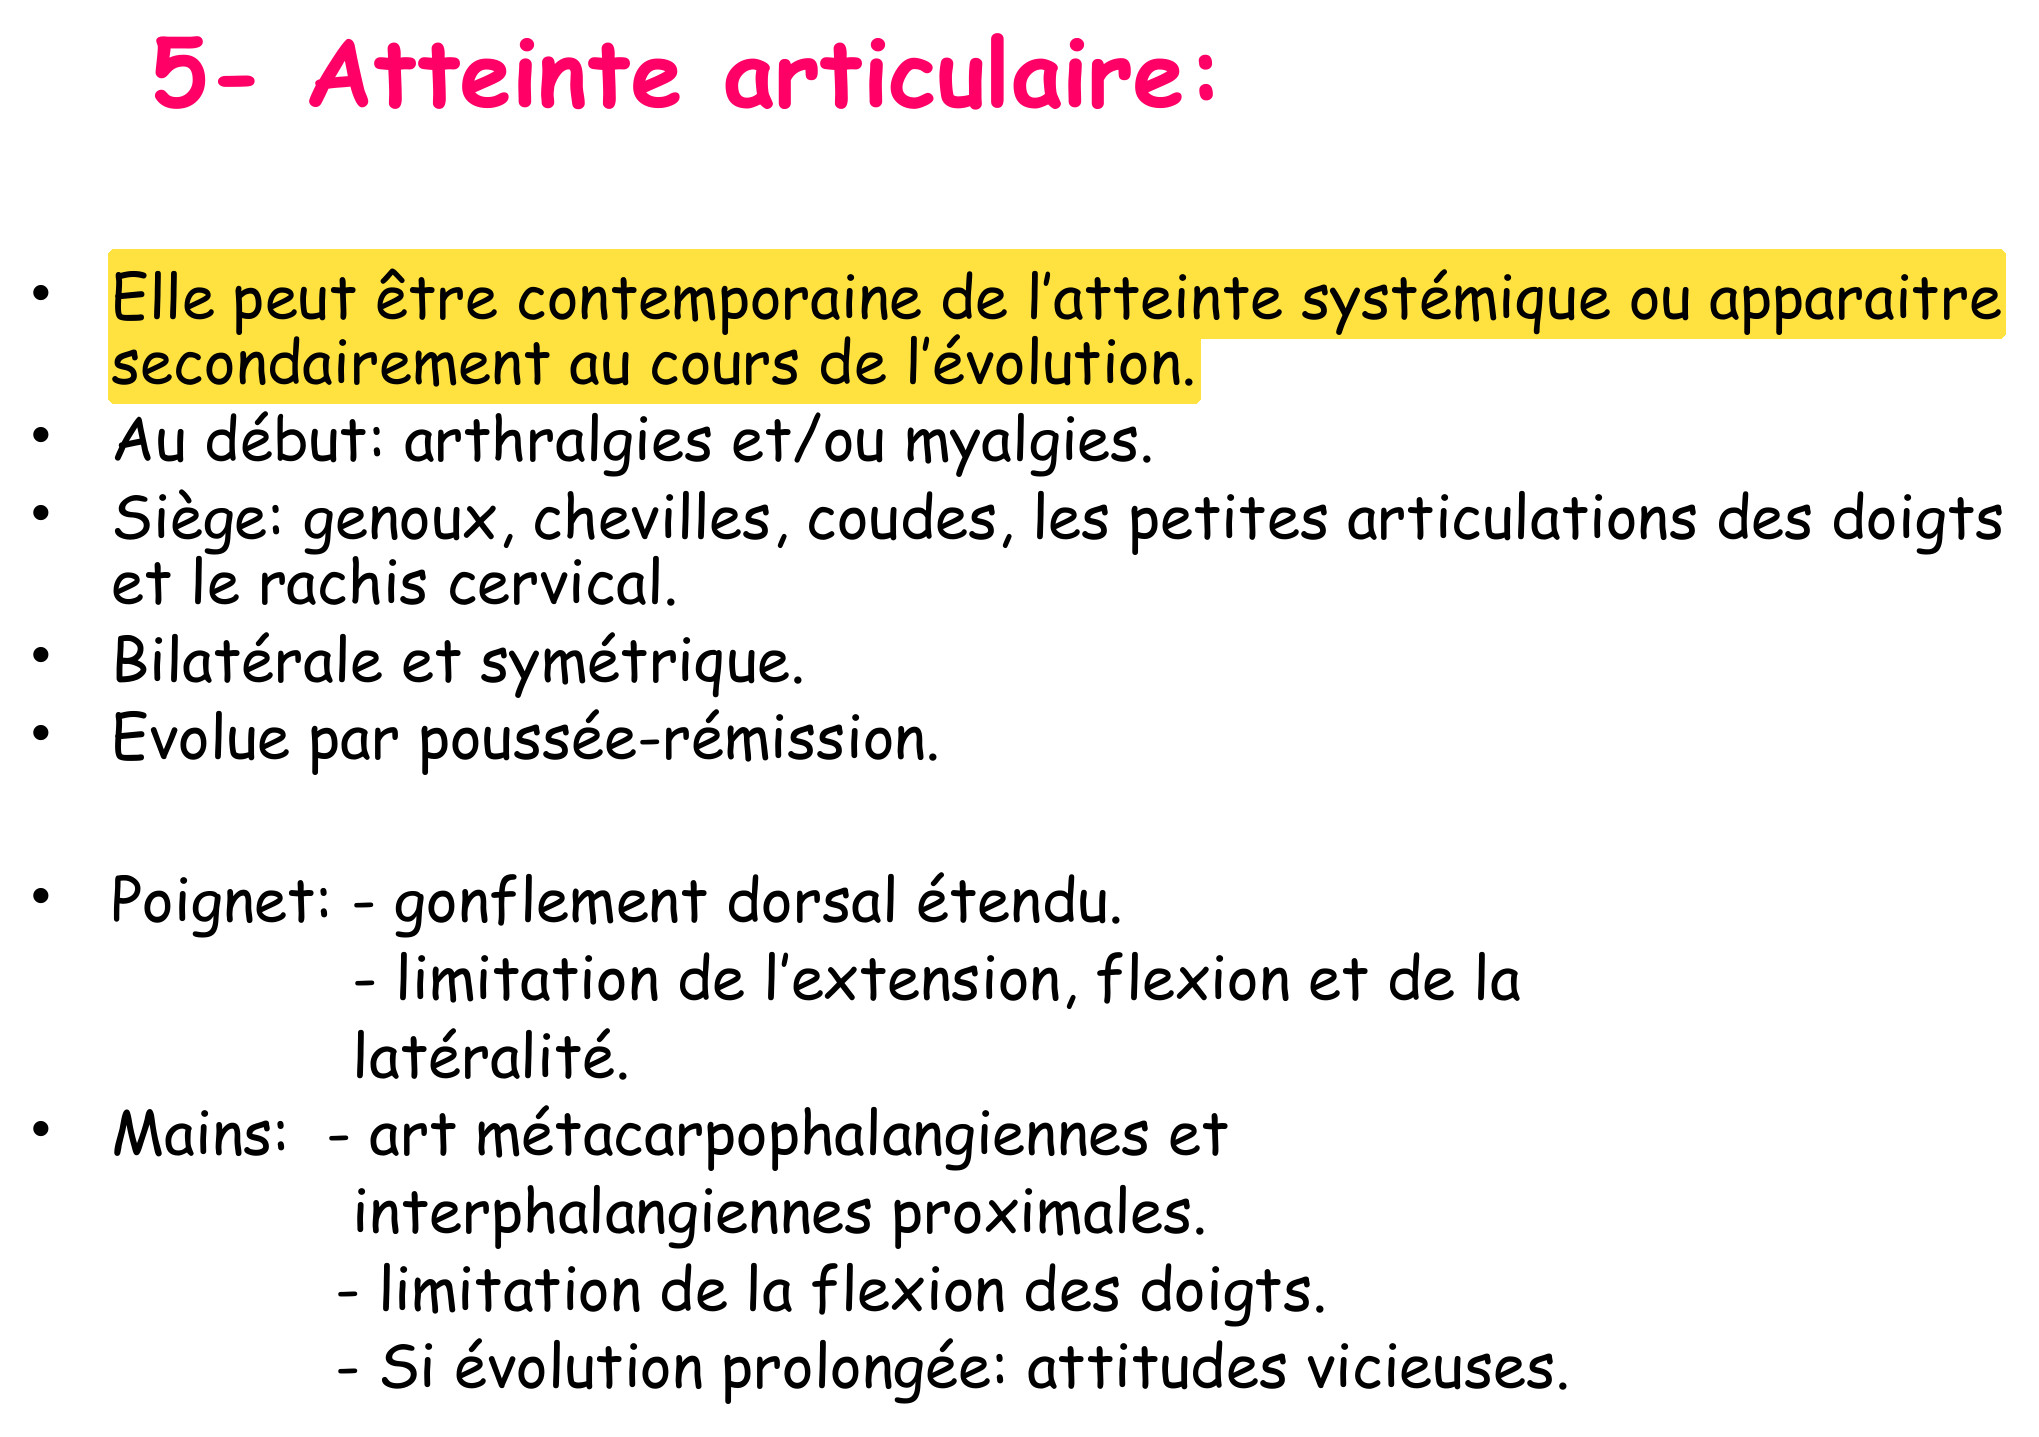 5- Atteinte articulaire:
• Elle peut être contemporaine de l’atteinte systémique ou apparaitre
secondairement au cours de l’évolution.
• Au début: arthralgies et/ou myalgies.
• Siège: genoux, chevilles, coudes, les petites articulations des doigts
et le rachis cervical.
• Bilatérale et symétrique.
• Evolue par poussée-rémission.
• Poignet: - gonflement dorsal étendu.
- limitation de l’extension, flexion et de la
latéralité.
• Mains: - art métacarpophalangiennes et
interphalangiennes proximales.
- limitation de la flexion des doigts.
- Si évolution prolongée: attitudes vicieuses.